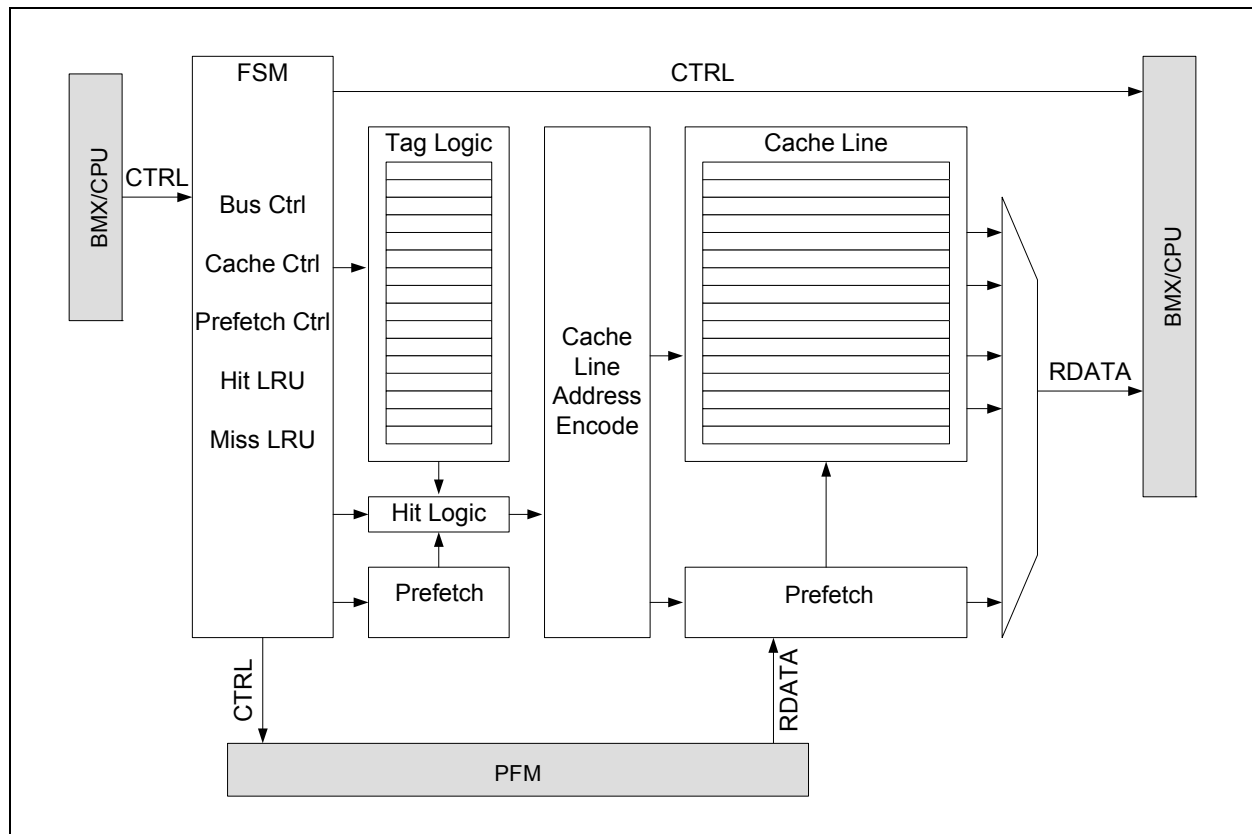 FSM
CTRL
BMX/CPU
CTRL
Bus Ctrl
Cache Ctrl
Prefetch Ctrl
Hit LRU
Miss LRU
Tag Logic
Hit Logic
Prefetch
Cache
Line
Address
Encode
Cache Line
Prefetch
RDATA
BMX/CPU
CTRL
RDATA
PFM